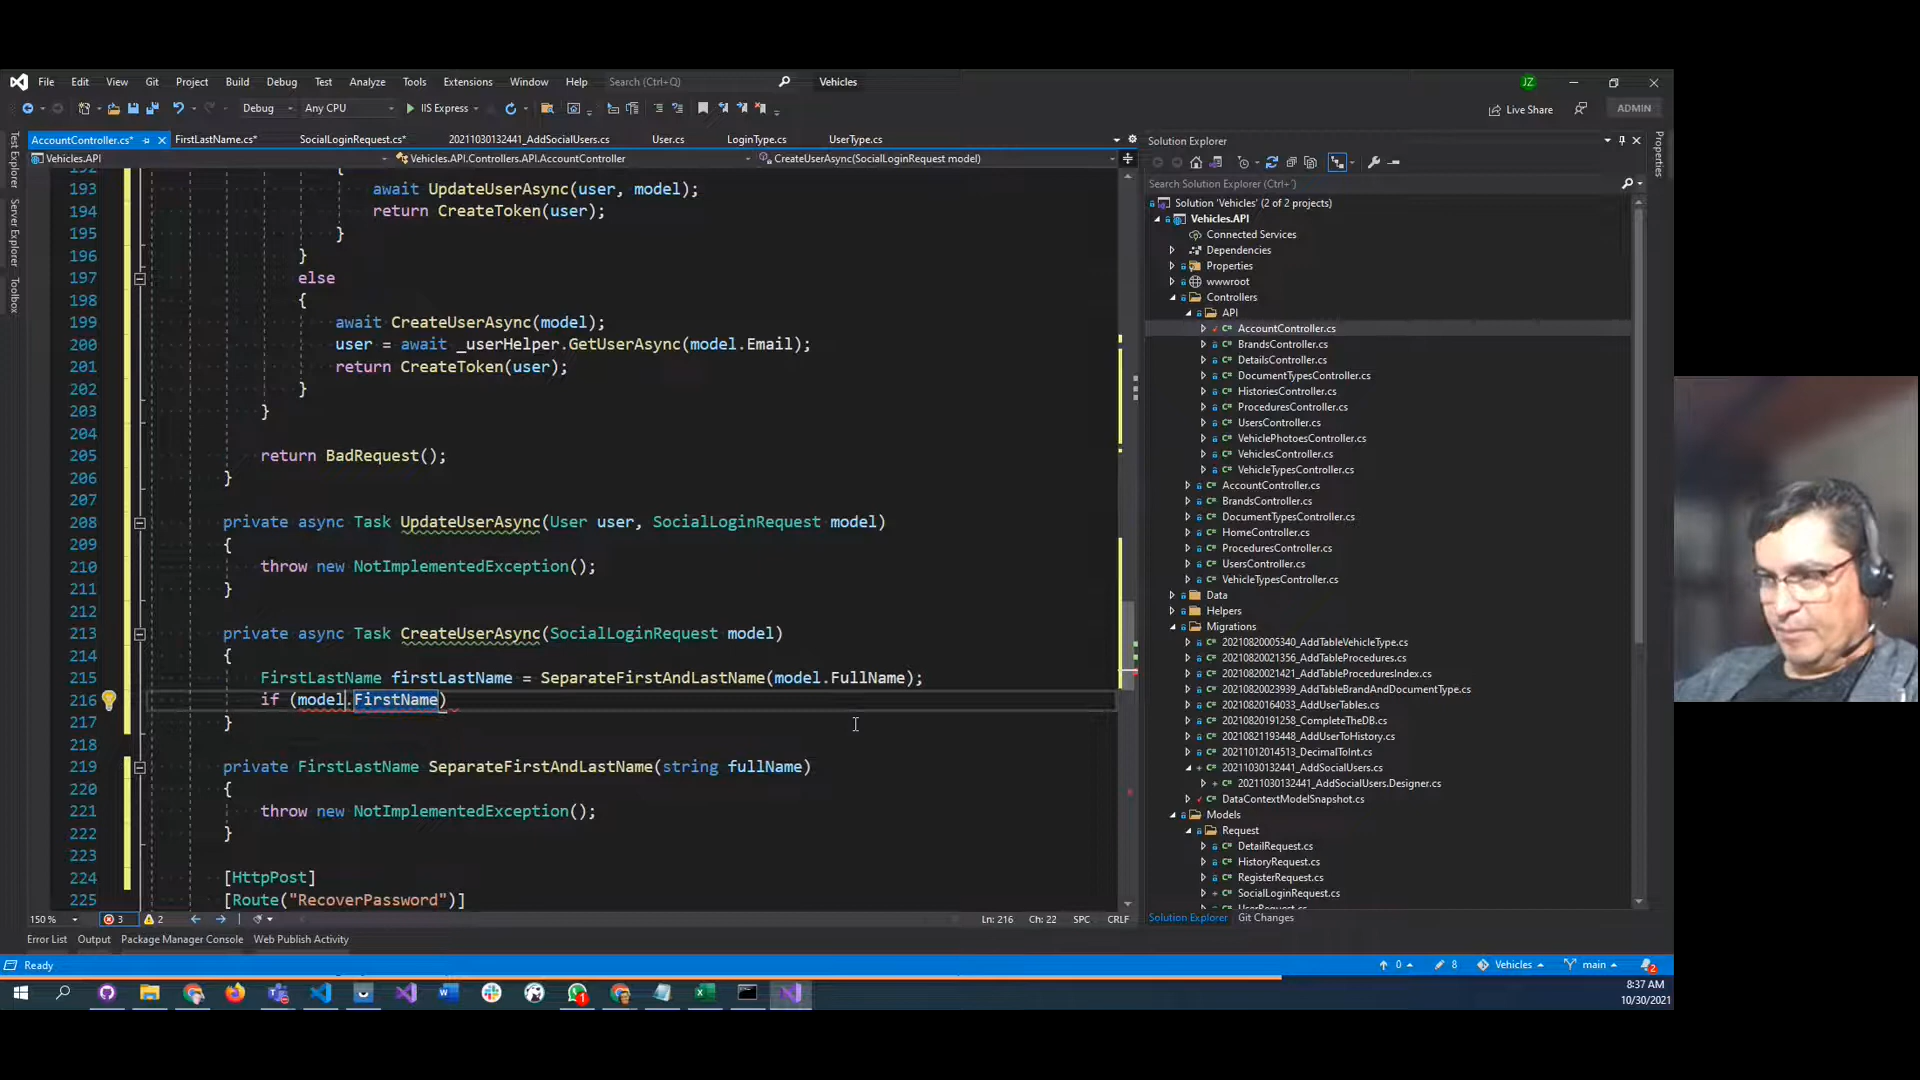 File Edit View Git Project Build Debug Test Analyze Tools Extensions Window Help Search (Ctrl+Q) Vehicles JZ
Debug Any CPU IIS Express Live Share ADMIN
AccountController.cs* FirstLastName.cs* SocialLoginRequest.cs* 20211030132441_AddSocialUsers.cs User.cs LoginType.cs UserType.cs
Vehicles.API Vehicles.API.Controllers.API.AccountController CreateUserAsync(SocialLoginRequest model)
Test Explorer
Server Explorer
Toolbox
192 {
193 await UpdateUserAsync(user, model);
194 return CreateToken(user);
195 }
196 }
197 else
198 {
199 await CreateUserAsync(model);
200 user = await _userHelper.GetUserAsync(model.Email);
201 return CreateToken(user);
202 }
203 }
204
205 return BadRequest();
206 }
207
208 private async Task UpdateUserAsync(User user, SocialLoginRequest model)
209 {
210 throw new NotImplementedException();
211 }
212
213 private async Task CreateUserAsync(SocialLoginRequest model)
214 {
215 FirstLastName firstLastName = SeparateFirstAndLastName(model.FullName);
216 if (model.FirstName)
217 }
218
219 private FirstLastName SeparateFirstAndLastName(string fullName)
220 {
221 throw new NotImplementedException();
222 }
223
224 [HttpPost]
225 [Route("RecoverPassword")]
150 % 3 2 Ln: 216 Ch: 22 SPC CRLF
Error List Output Package Manager Console Web Publish Activity
Solution Explorer
Search Solution Explorer (Ctrl+')
Solution 'Vehicles' (2 of 2 projects)
Vehicles.API
Connected Services
Dependencies
Properties
wwwroot
Controllers
API
AccountController.cs
BrandsController.cs
DetailsController.cs
DocumentTypesController.cs
HistoriesController.cs
ProceduresController.cs
UsersController.cs
VehiclePhotoesController.cs
VehiclesController.cs
VehicleTypesController.cs
AccountController.cs
BrandsController.cs
DocumentTypesController.cs
HomeController.cs
ProceduresController.cs
UsersController.cs
VehicleTypesController.cs
Data
Helpers
Migrations
20210820005340_AddTableVehicleType.cs
20210820021356_AddTableProcedures.cs
20210820021421_AddIndexTableProcedures.cs
20210820023939_AddTableBrandAndDocumentType.cs
20210820164033_AddUserTables.cs
20210820191258_CompleteTheDB.cs
20210821193448_AddUserToHistory.cs
20211012014513_DecimalToInt.cs
20211030132441_AddSocialUsers.cs
20211030132441_AddSocialUsers.Designer.cs
DataContextModelSnapshot.cs
Models
Request
DetailRequest.cs
HistoryRequest.cs
RegisterRequest.cs
SocialLoginRequest.cs
UserRequest.cs
Solution Explorer Git Changes
Properties
Ready 0 8 Vehicles main 2
8:37 AM
10/30/2021